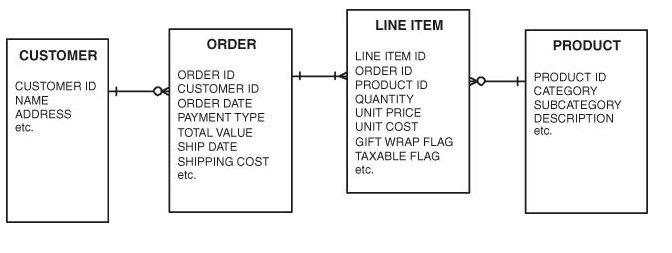 CUSTOMER
CUSTOMER ID
NAME
ADDRESS
etc.
ORDER
ORDER ID
CUSTOMER ID
ORDER DATE
PAYMENT TYPE
TOTAL VALUE
SHIP DATE
SHIPPING COST
etc.
LINE ITEM
LINE ITEM ID
ORDER ID
PRODUCT ID
QUANTITY
UNIT PRICE
UNIT COST
GIFT WRAP FLAG
TAXABLE FLAG
etc.
PRODUCT
PRODUCT ID
CATEGORY
SUBCATEGORY
DESCRIPTION
etc.